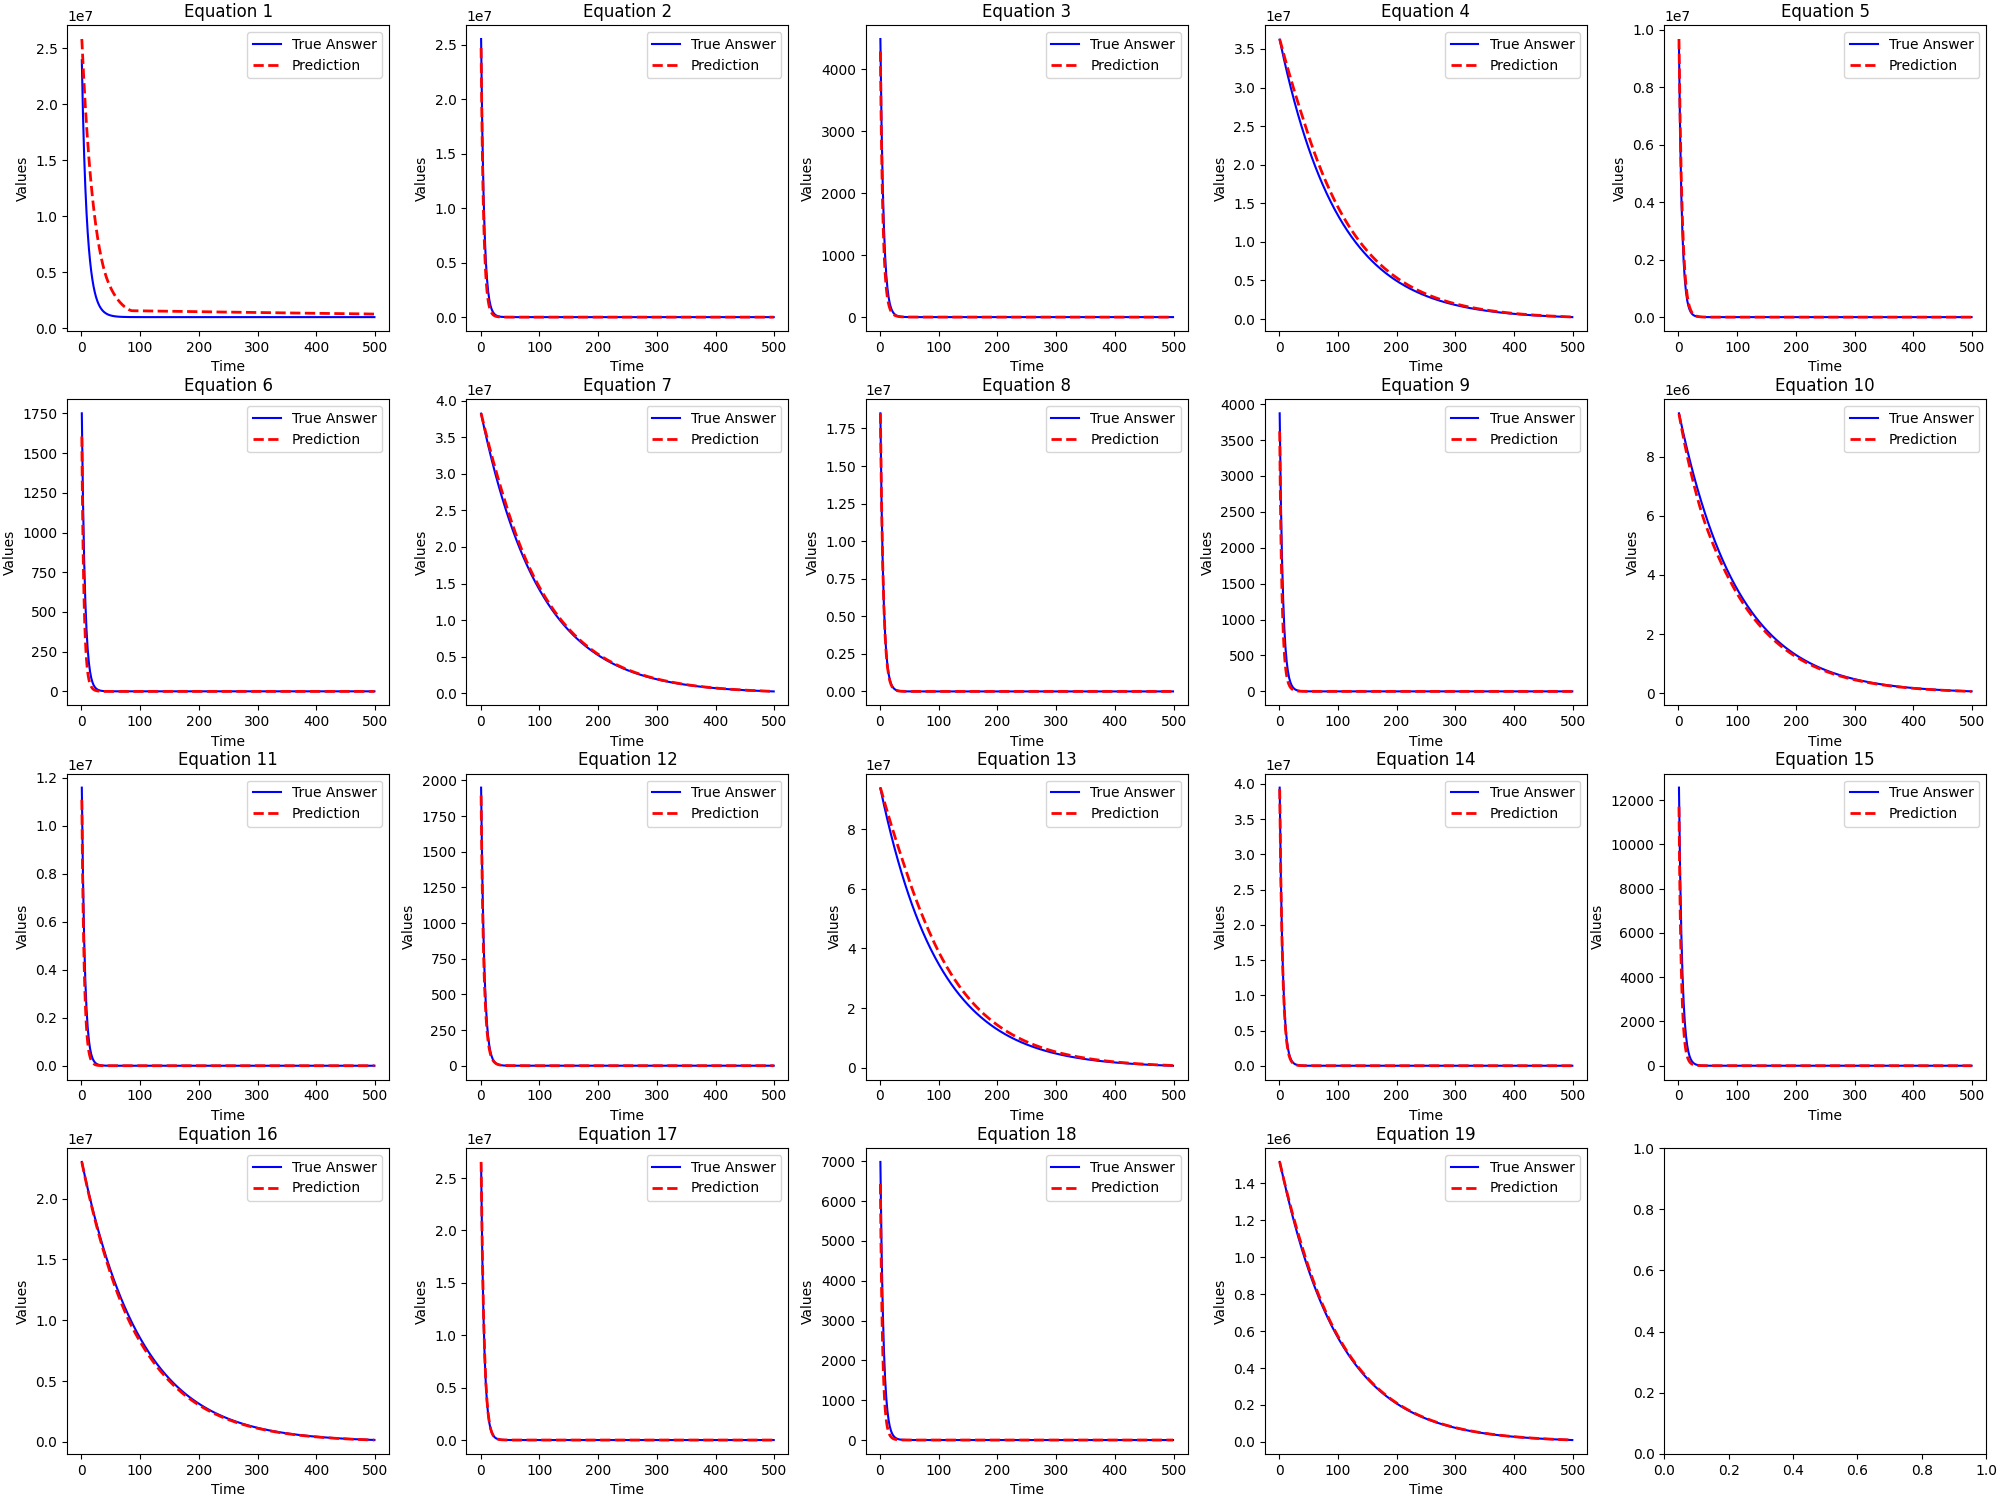 Equation 1
1e7
True Answer
Prediction
2.5
2.0
1.5
1.0
0.5
0.0
Values
0 100 200 300 400 500
Time
Equation 2
1e7
True Answer
Prediction
2.5
2.0
1.5
1.0
0.5
0.0
Values
0 100 200 300 400 500
Time
Equation 3
True Answer
Prediction
4000
3000
2000
1000
0
Values
0 100 200 300 400 500
Time
Equation 4
1e7
True Answer
Prediction
3.5
3.0
2.5
2.0
1.5
1.0
0.5
0.0
Values
0 100 200 300 400 500
Time
Equation 5
1e7
True Answer
Prediction
1.0
0.8
0.6
0.4
0.2
0.0
Values
0 100 200 300 400 500
Time
Equation 6
True Answer
Prediction
1750
1500
1250
1000
750
500
250
0
Values
0 100 200 300 400 500
Time
Equation 7
1e7
True Answer
Prediction
4.0
3.5
3.0
2.5
2.0
1.5
1.0
0.5
0.0
Values
0 100 200 300 400 500
Time
Equation 8
1e7
True Answer
Prediction
1.75
1.50
1.25
1.00
0.75
0.50
0.25
0.00
Values
0 100 200 300 400 500
Time
Equation 9
True Answer
Prediction
4000
3500
3000
2500
2000
1500
1000
500
0
Values
0 100 200 300 400 500
Time
Equation 10
1e6
True Answer
Prediction
8
6
4
2
0
Values
0 100 200 300 400 500
Time
Equation 11
1e7
True Answer
Prediction
1.2
1.0
0.8
0.6
0.4
0.2
0.0
Values
0 100 200 300 400 500
Time
Equation 12
True Answer
Prediction
2000
1750
1500
1250
1000
750
500
250
0
Values
0 100 200 300 400 500
Time
Equation 13
1e7
True Answer
Prediction
8
6
4
2
0
Values
0 100 200 300 400 500
Time
Equation 14
1e7
True Answer
Prediction
4.0
3.5
3.0
2.5
2.0
1.5
1.0
0.5
0.0
Values
0 100 200 300 400 500
Time
Equation 15
True Answer
Prediction
12000
10000
8000
6000
4000
2000
0
Values
0 100 200 300 400 500
Time
Equation 16
1e7
True Answer
Prediction
2.0
1.5
1.0
0.5
0.0
Values
0 100 200 300 400 500
Time
Equation 17
1e7
True Answer
Prediction
2.5
2.0
1.5
1.0
0.5
0.0
Values
0 100 200 300 400 500
Time
Equation 18
True Answer
Prediction
7000
6000
5000
4000
3000
2000
1000
0
Values
0 100 200 300 400 500
Time
Equation 19
1e6
True Answer
Prediction
1.4
1.2
1.0
0.8
0.6
0.4
0.2
0.0
Values
0 100 200 300 400 500
Time
1.0
0.8
0.6
0.4
0.2
0.0
0.0 0.2 0.4 0.6 0.8 1.0